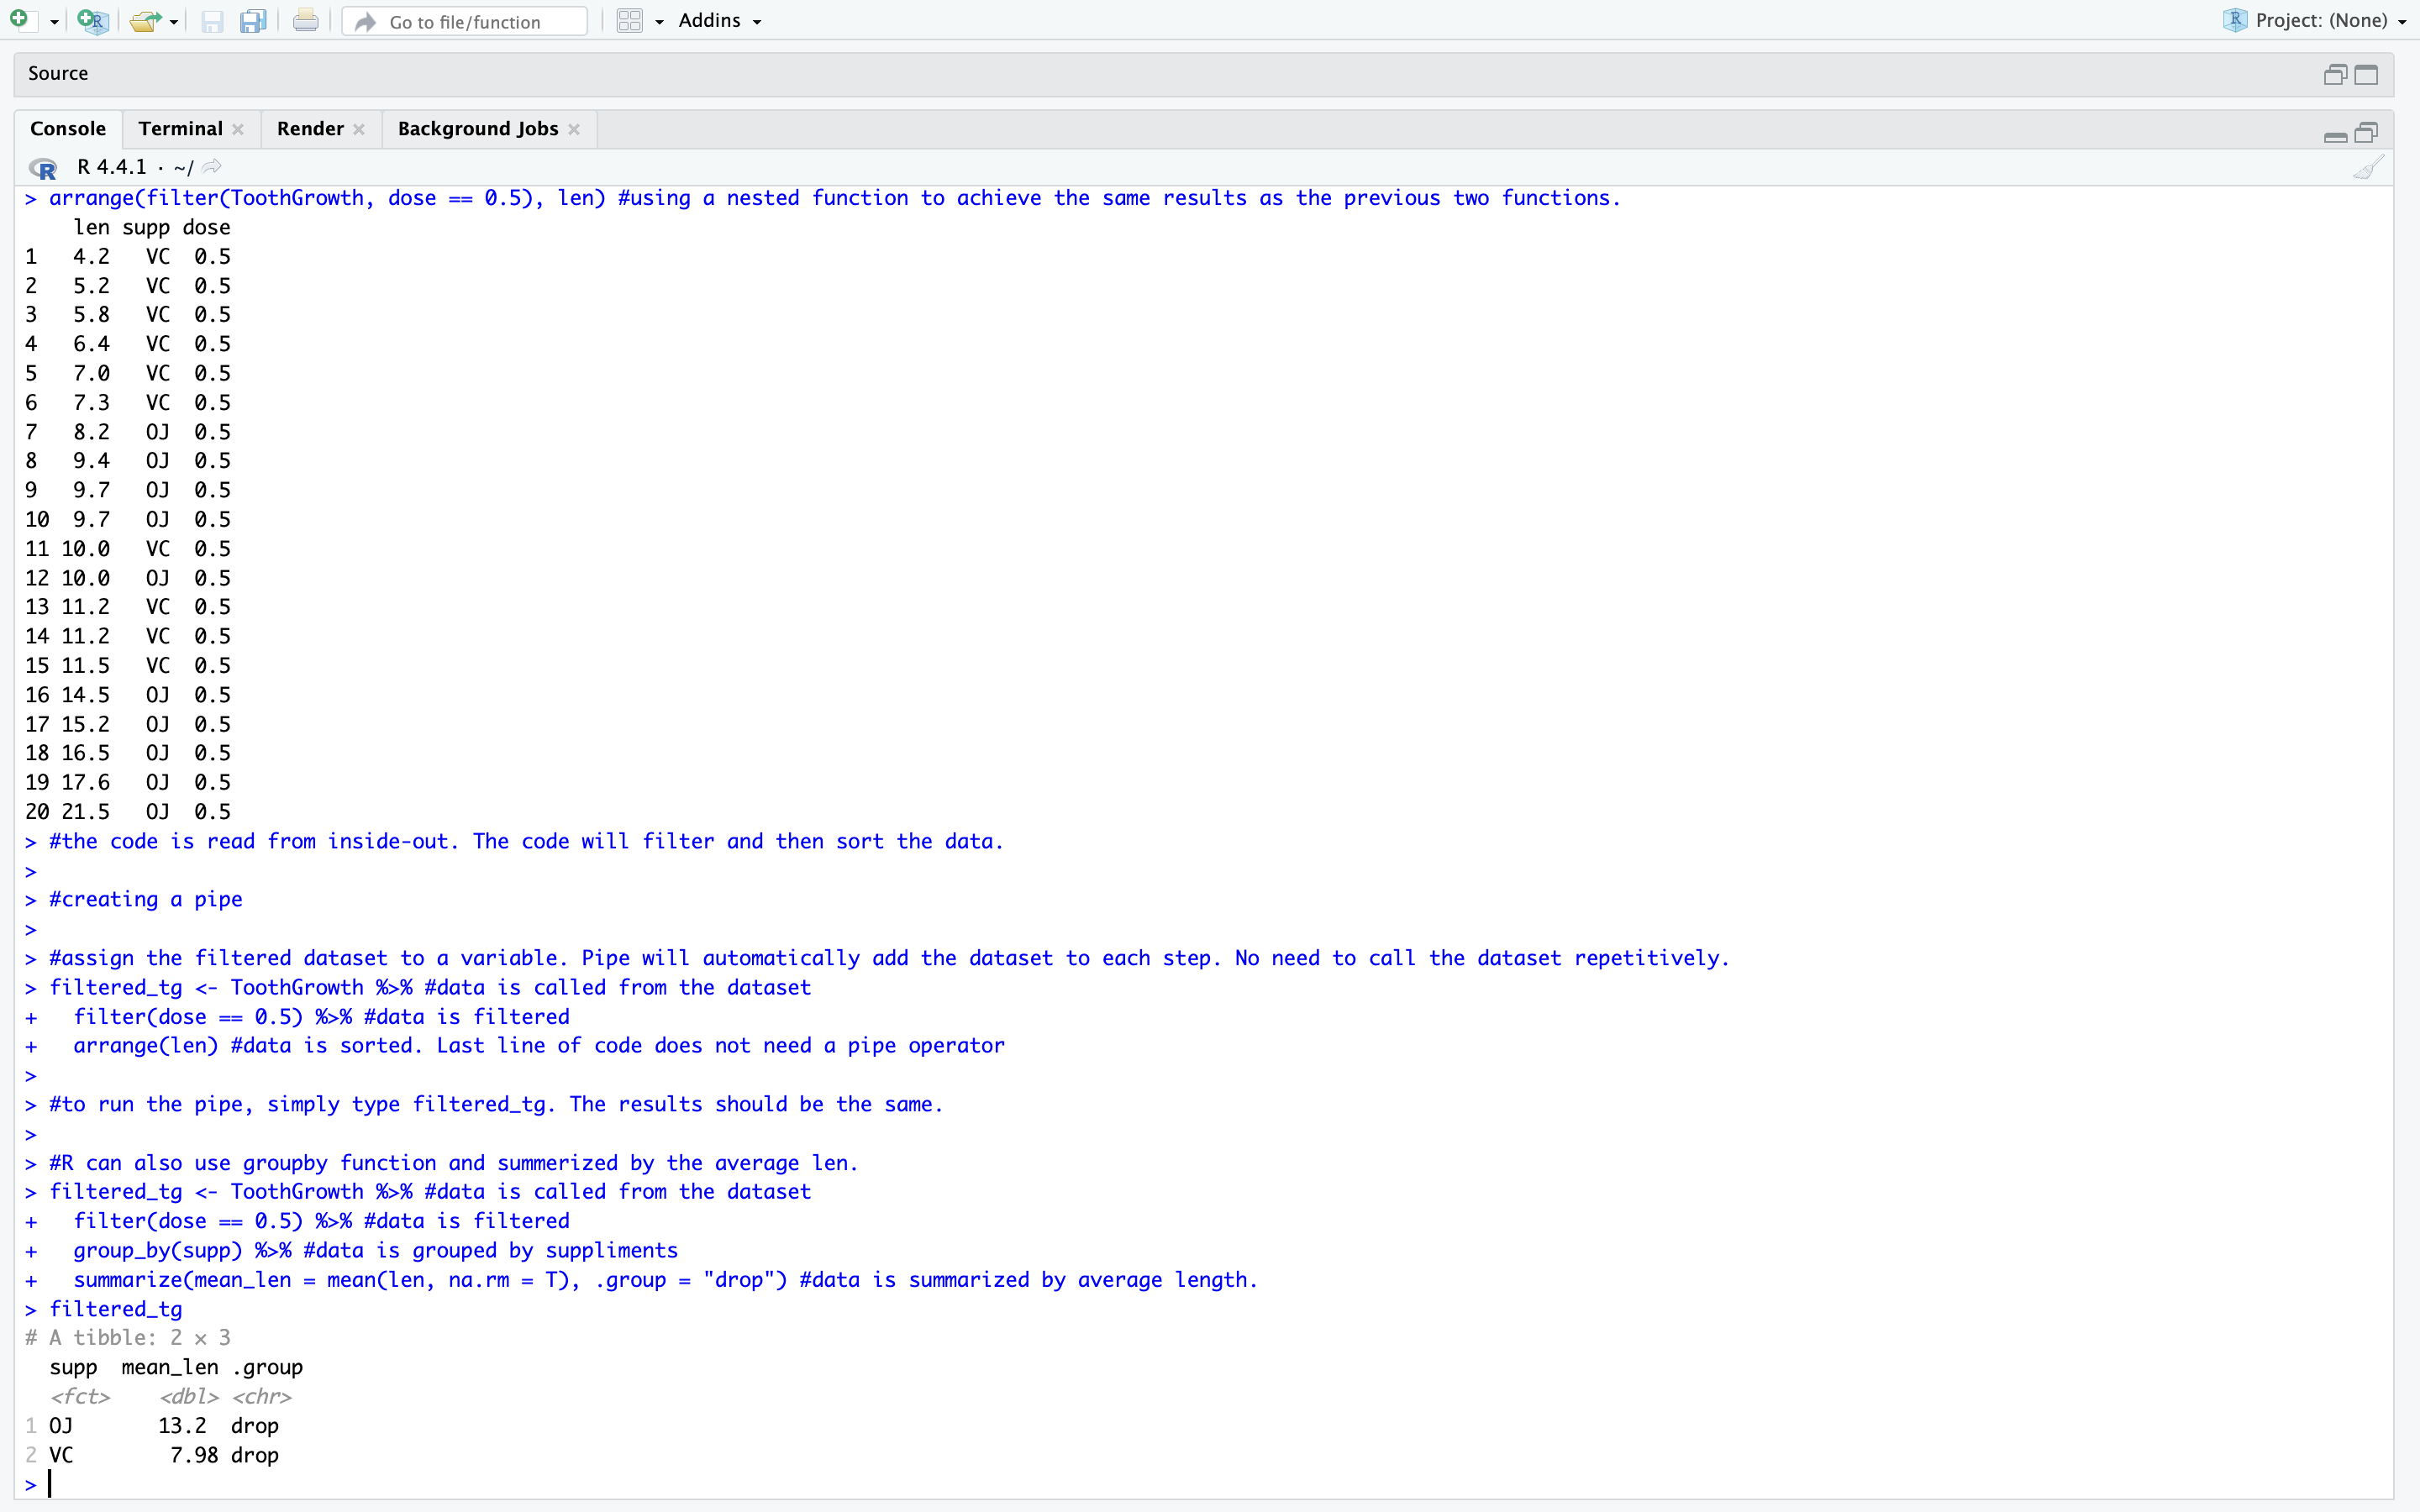 Go to file/function
Addins
Project: (None)
Source
Console Terminal Render Background Jobs
R 4.4.1 · ~/
> arrange(filter(ToothGrowth, dose == 0.5), len) #using a nested function to achieve the same results as the previous two functions.
    len supp dose
1   4.2   VC  0.5
2   5.2   VC  0.5
3   5.8   VC  0.5
4   6.4   VC  0.5
5   7.0   VC  0.5
6   7.3   VC  0.5
7   8.2   OJ  0.5
8   9.4   OJ  0.5
9   9.7   OJ  0.5
10  9.7   OJ  0.5
11 10.0   VC  0.5
12 10.0   OJ  0.5
13 11.2   VC  0.5
14 11.2   VC  0.5
15 11.5   VC  0.5
16 14.5   OJ  0.5
17 15.2   OJ  0.5
18 16.5   OJ  0.5
19 17.6   OJ  0.5
20 21.5   OJ  0.5
> #the code is read from inside-out. The code will filter and then sort the data.
>
> #creating a pipe
>
> #assign the filtered dataset to a variable. Pipe will automatically add the dataset to each step. No need to call the dataset repetitively.
> filtered_tg <- ToothGrowth %>% #data is called from the dataset
+   filter(dose == 0.5) %>% #data is filtered
+   arrange(len) #data is sorted. Last line of code does not need a pipe operator
>
> #to run the pipe, simply type filtered_tg. The results should be the same.
>
> #R can also use groupby function and summerized by the average len.
> filtered_tg <- ToothGrowth %>% #data is called from the dataset
+   filter(dose == 0.5) %>% #data is filtered
+   group_by(supp) %>% #data is grouped by suppliments
+   summarize(mean_len = mean(len, na.rm = T), .group = "drop") #data is summarized by average length.
> filtered_tg
# A tibble: 2 × 3
  supp  mean_len .group
  <fct>    <dbl> <chr>
1 OJ       13.2  drop
2 VC        7.98 drop
>